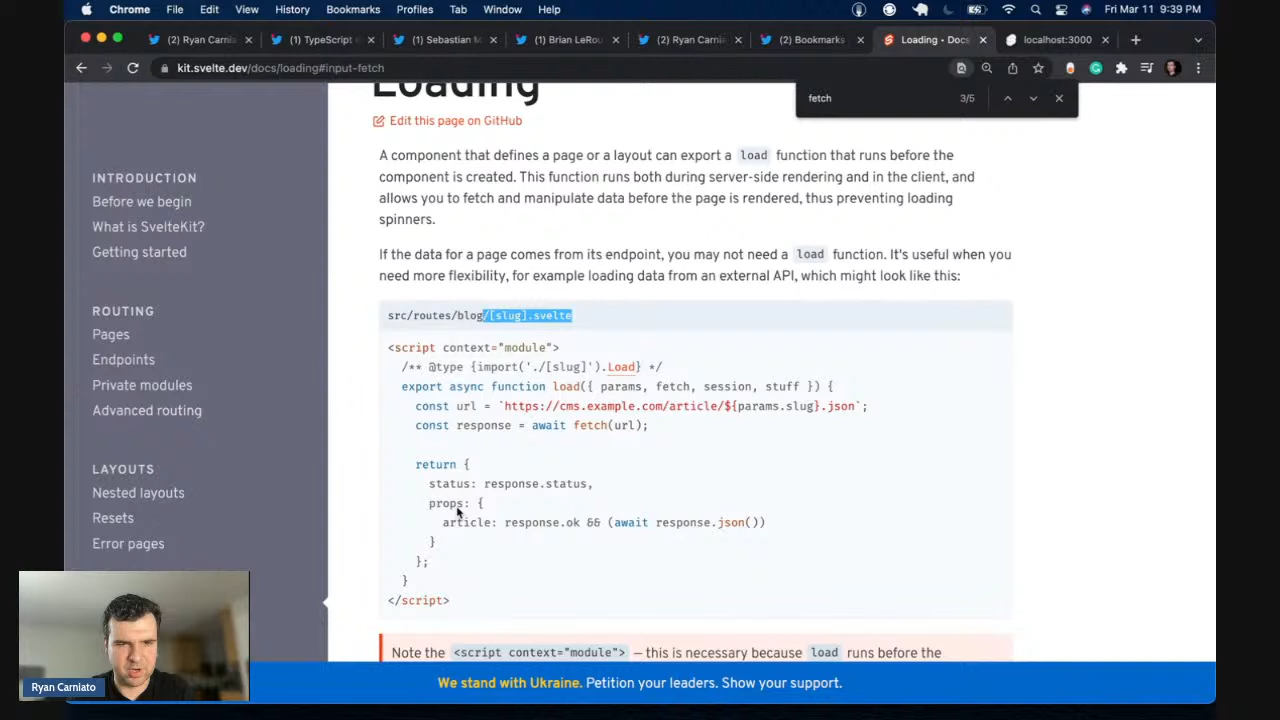 Chrome File Edit View History Bookmarks Profiles Tab Window Help Fri Mar 11 9:39 PM
(2) Ryan Carnia (1) TypeScript (1) Sebastian M (1) Brian LeRou (2) Ryan Carnia (2) Bookmarks Loading • Docs localhost:3000
kit.svelte.dev/docs/loading#input-fetch
fetch 3/5
Loading
Edit this page on GitHub
A component that defines a page or a layout can export a load function that runs before the
component is created. This function runs both during server-side rendering and in the client, and
allows you to fetch and manipulate data before the page is rendered, thus preventing loading
spinners.
If the data for a page comes from its endpoint, you may not need a load function. It's useful when you
need more flexibility, for example loading data from an external API, which might look like this:
src/routes/blog/[slug].svelte
<script context="module">
/** @type {import('./[slug]').Load} */
export async function load({ params, fetch, session, stuff }) {
const url = `https://cms.example.com/article/${params.slug}.json`;
const response = await fetch(url);
return {
status: response.status,
props: {
article: response.ok && (await response.json())
}
};
}
</script>
Note the <script context="module"> — this is necessary because load runs before the
INTRODUCTION
Before we begin
What is SvelteKit?
Getting started
ROUTING
Pages
Endpoints
Private modules
Advanced routing
LAYOUTS
Nested layouts
Resets
Error pages
We stand with Ukraine. Petition your leaders. Show your support.
Ryan Carniato